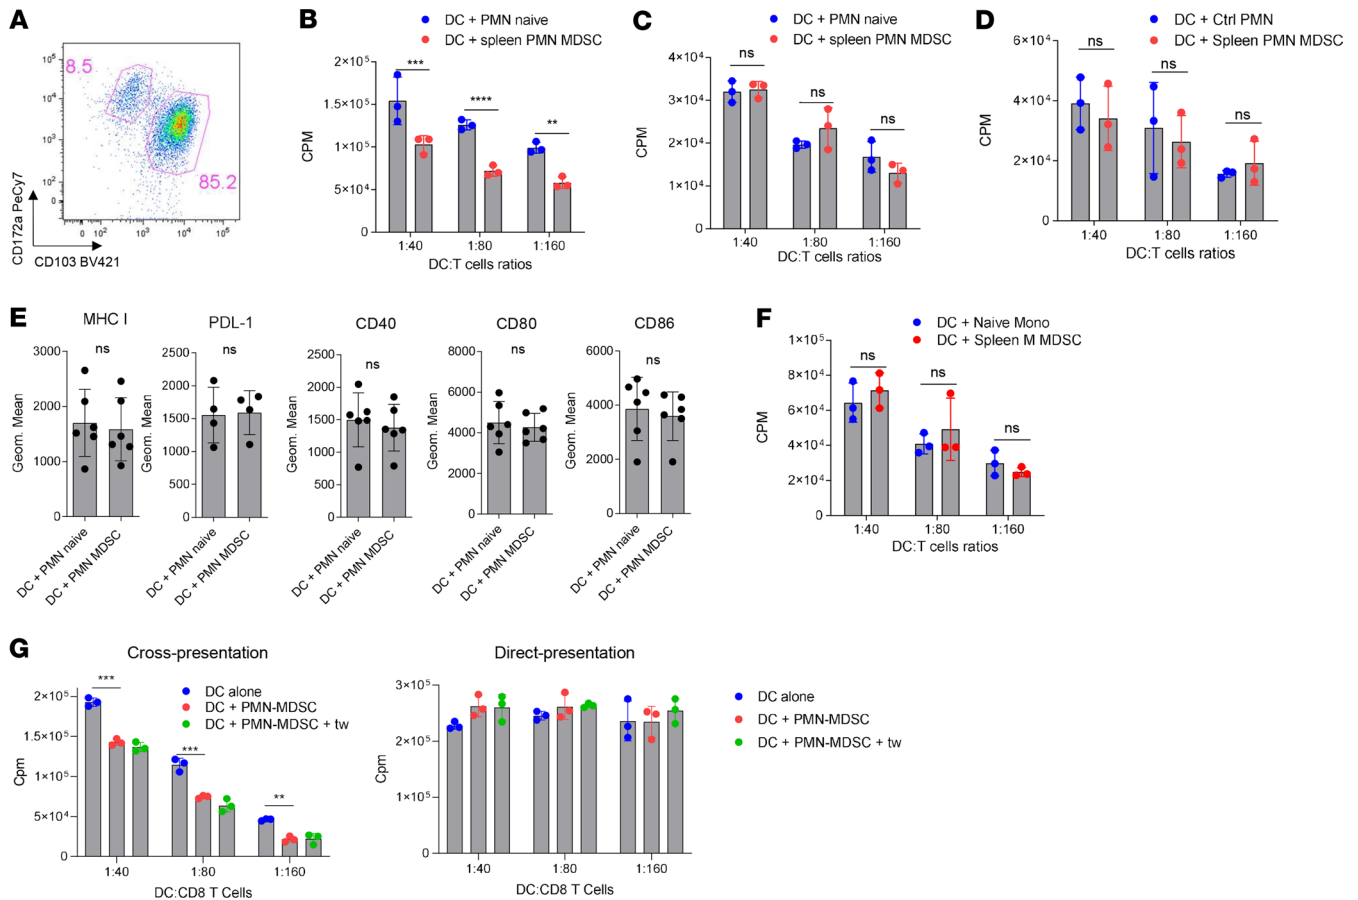 A
8.5
85.2
10⁵
10⁴
10³
10²
0
0
10²
10³
10⁴
10⁵
CD172a PeCy7
CD103 BV421
B
DC + PMN naive
DC + spleen PMN MDSC
2×10⁵
1.5×10⁵
1×10⁵
5×10⁴
0
CPM
***
****
**
1:40
1:80
1:160
DC:T cells ratios
C
DC + PMN naive
DC + spleen PMN MDSC
4×10⁴
3×10⁴
2×10⁴
1×10⁴
0
CPM
ns
ns
ns
1:40
1:80
1:160
DC:T cells ratios
D
DC + Ctrl PMN
DC + Spleen PMN MDSC
6×10⁴
4×10⁴
2×10⁴
0
CPM
ns
ns
ns
1:40
1:80
1:160
DC:T cells ratios
E
MHC I
ns
3000
2000
1000
0
Geom. Mean
DC + PMN naive
DC + PMN MDSC
PDL-1
ns
2500
2000
1500
1000
500
0
Geom. Mean
DC + PMN naive
DC + PMN MDSC
CD40
ns
2500
2000
1500
1000
500
0
Geom. Mean
DC + PMN naive
DC + PMN MDSC
CD80
ns
8000
6000
4000
2000
0
Geom. Mean
DC + PMN naive
DC + PMN MDSC
CD86
ns
6000
4000
2000
0
Geom. Mean
DC + PMN naive
DC + PMN MDSC
F
DC + Naive Mono
DC + Spleen M MDSC
1×10⁵
8×10⁴
6×10⁴
4×10⁴
2×10⁴
0
CPM
ns
ns
ns
1:40
1:80
1:160
DC:T cells ratios
G
Cross-presentation
DC alone
DC + PMN-MDSC
DC + PMN-MDSC + tw
2×10⁵
1.5×10⁵
1×10⁵
5×10⁴
0
Cpm
***
***
**
1:40
1:80
1:160
DC:CD8 T Cells
Direct-presentation
DC alone
DC + PMN-MDSC
DC + PMN-MDSC + tw
3×10⁵
2×10⁵
1×10⁵
0
Cpm
1:40
1:80
1:160
DC:CD8 T Cells